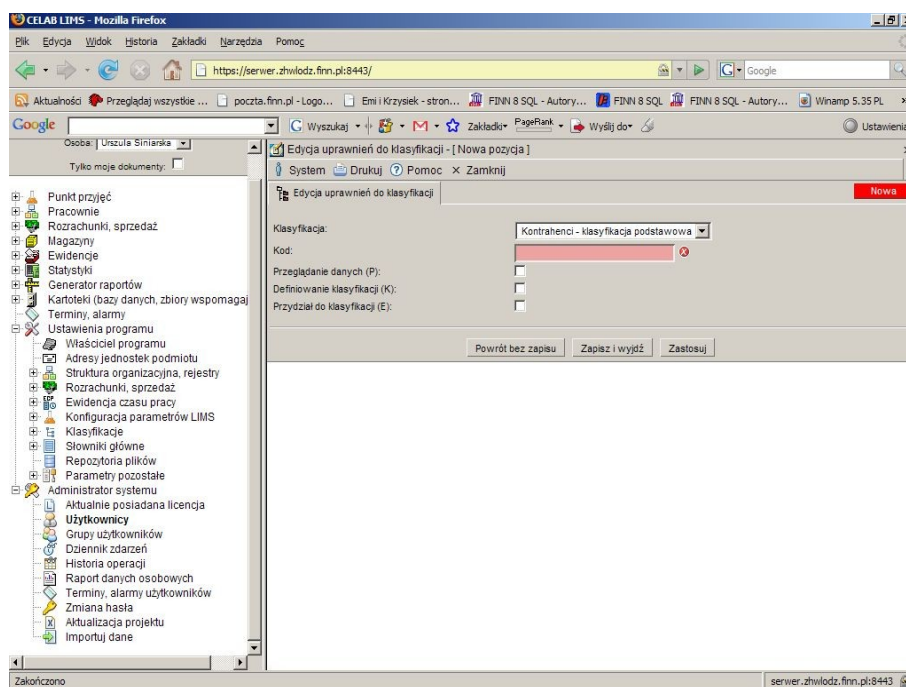 CELAB LIMS - Mozilla Firefox
Plik Edycja Widok Historia Zakładki Narzędzia Pomoc
https://serwer.zhwlodz.finn.pl:8443/
G Google
Aktualności Przeglądaj wszystkie ... poczta.finn.pl - Logo... Emi i Krzysiek - stron... FINN 8 SQL - Autory... FINN 8 SQL FINN 8 SQL - Autory... Winamp 5.35 PL »
Google G Wyszukaj Zakładki PageRank Wyślij do Ustawienia
Osoba: Urszula Siniarska
Tylko moje dokumenty:
Punkt przyjęć
Pracownie
Rozrachunki, sprzedaż
Magazyny
Ewidencje
Statystyki
Generator raportów
Kartoteki (bazy danych, zbiory wspomagaj
Terminy, alarmy
Ustawienia programu
Właściciel programu
Adresy jednostek podmiotu
Struktura organizacyjna, rejestry
Rozrachunki, sprzedaż
Ewidencja czasu pracy
Konfiguracja parametrów LIMS
Klasyfikacje
Słowniki główne
Repozytoria plików
Parametry pozostałe
Administrator systemu
Aktualnie posiadana licencja
Użytkownicy
Grupy użytkowników
Dziennik zdarzeń
Historia operacji
Raport danych osobowych
Terminy, alarmy użytkowników
Zmiana hasła
Aktualizacja projektu
Importuj dane
Edycja uprawnień do klasyfikacji - [ Nowa pozycja ]
System Drukuj Pomoc × Zamknij
Edycja uprawnień do klasyfikacji Nowa
Klasyfikacja: Kontrahenci - klasyfikacja podstawowa
Kod:
Przeglądanie danych (P):
Definiowanie klasyfikacji (K):
Przydział do klasyfikacji (E):
Powrót bez zapisu Zapisz i wyjdź Zastosuj
Zakończono serwer.zhwlodz.finn.pl:8443